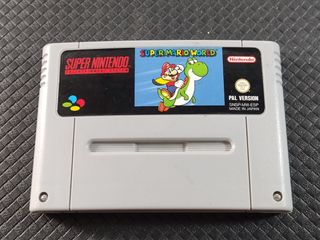 SUPER NINTENDO
ENTERTAINMENT SYSTEM
SUPER MARIO WORLD
Nintendo
PAL VERSION
SNSP-MW-ESP
MADE IN JAPAN